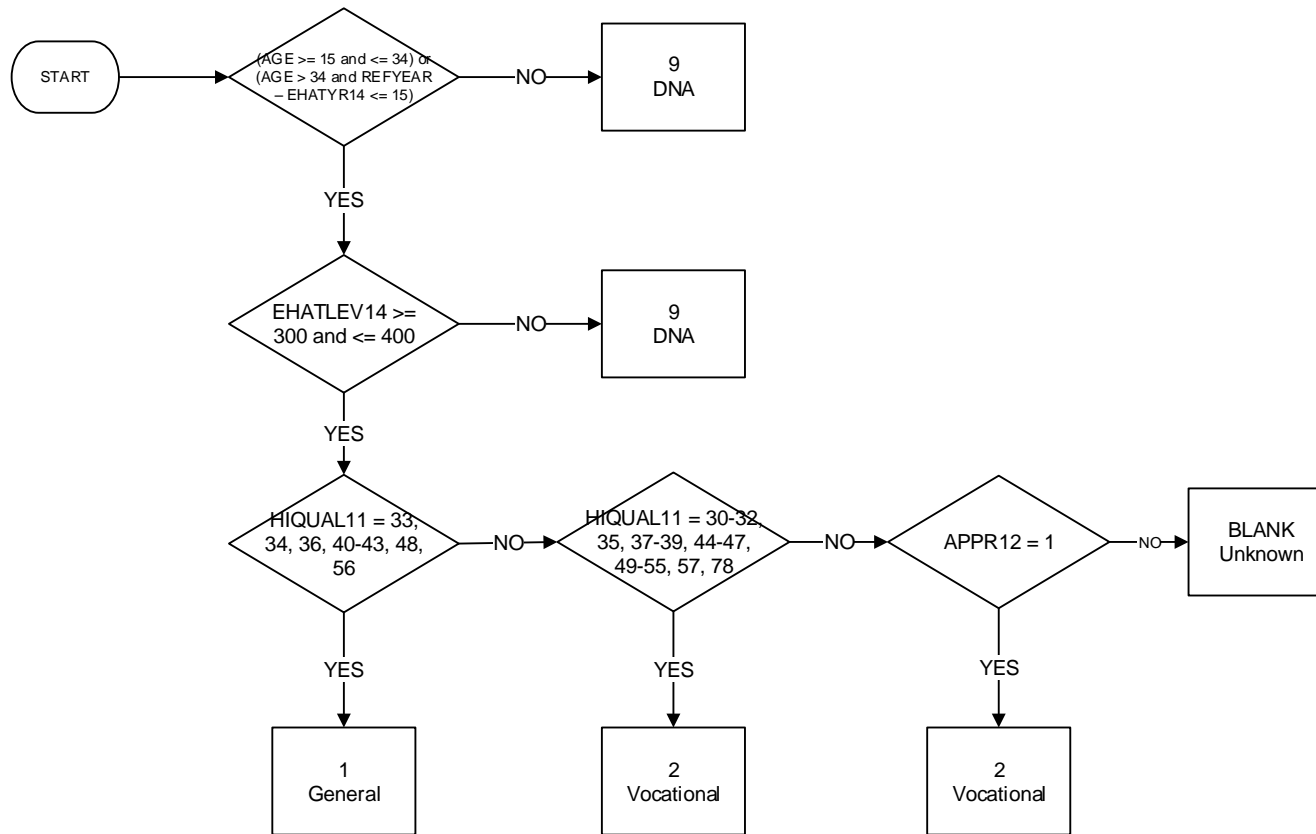 START
(AGE >= 15 and <= 34) or
(AGE > 34 and REFYEAR
– EHATYR14 <= 15)
NO
9
DNA
YES
EHATLEV14 >=
300 and <= 400
NO
9
DNA
YES
HIQUAL11 = 33,
34, 36, 40-43, 48,
56
NO
HIQUAL11 = 30-32,
35, 37-39, 44-47,
49-55, 57, 78
NO
APPR12 = 1
NO
BLANK
Unknown
YES
YES
YES
1
General
2
Vocational
2
Vocational